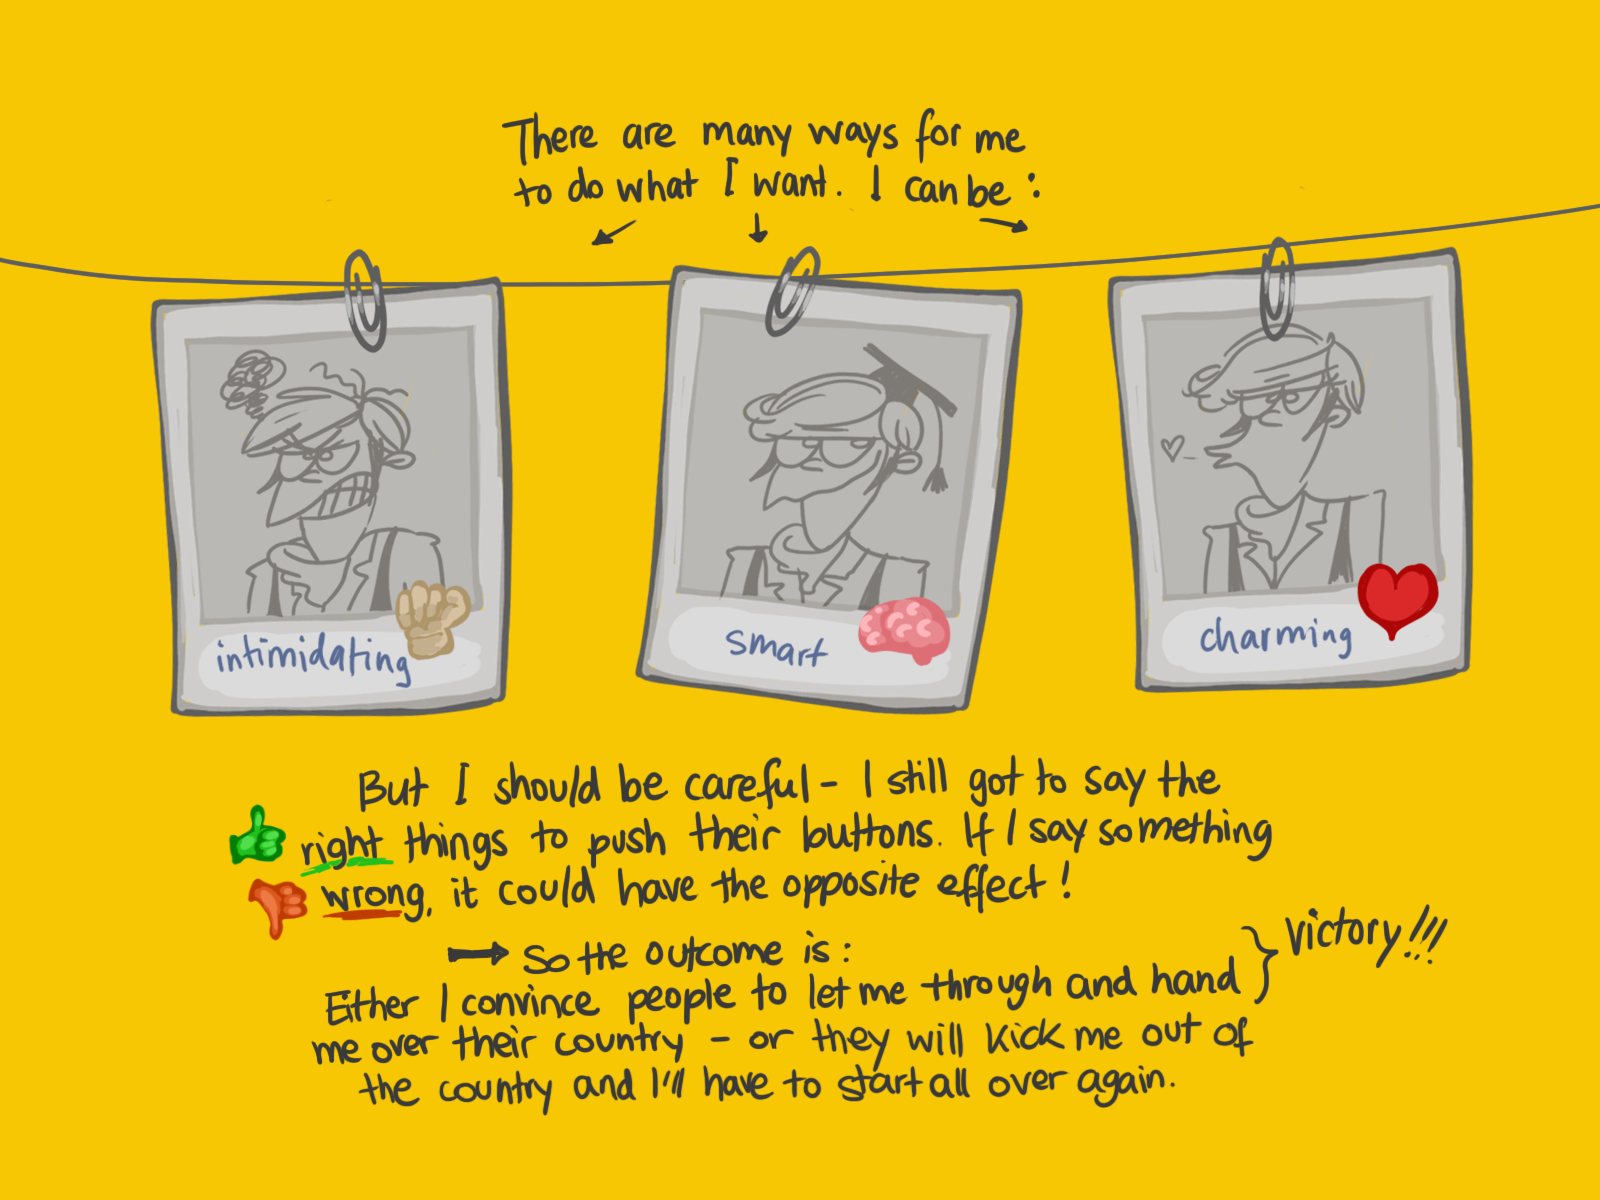 There are many ways for me
to do what I want. I can be :
intimidating
smart
charming
But I should be careful - I still got to say the
right things to push their buttons. If I say something
wrong, it could have the opposite effect!
So the outcome is:
Either I convince people to let me through and hand
me over their country - or they will kick me out of
the country and I'll have to start all over again.
Victory!!!